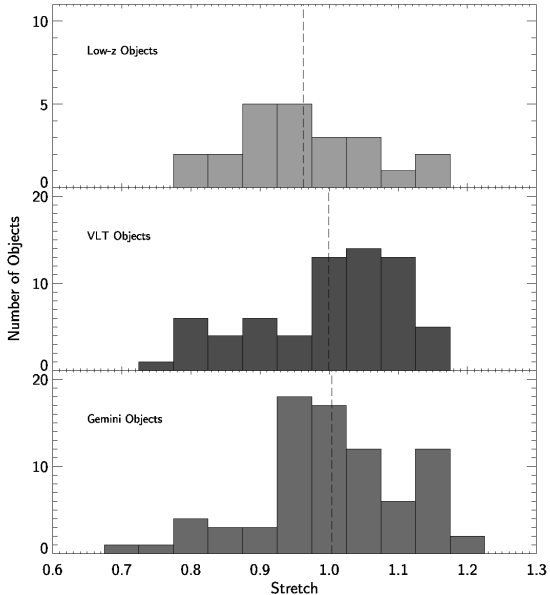 10
Low-z Objects
5
0
20
VLT Objects
10
0
Number of Objects
20
Gemini Objects
10
0
0.6 0.7 0.8 0.9 1.0 1.1 1.2 1.3
Stretch